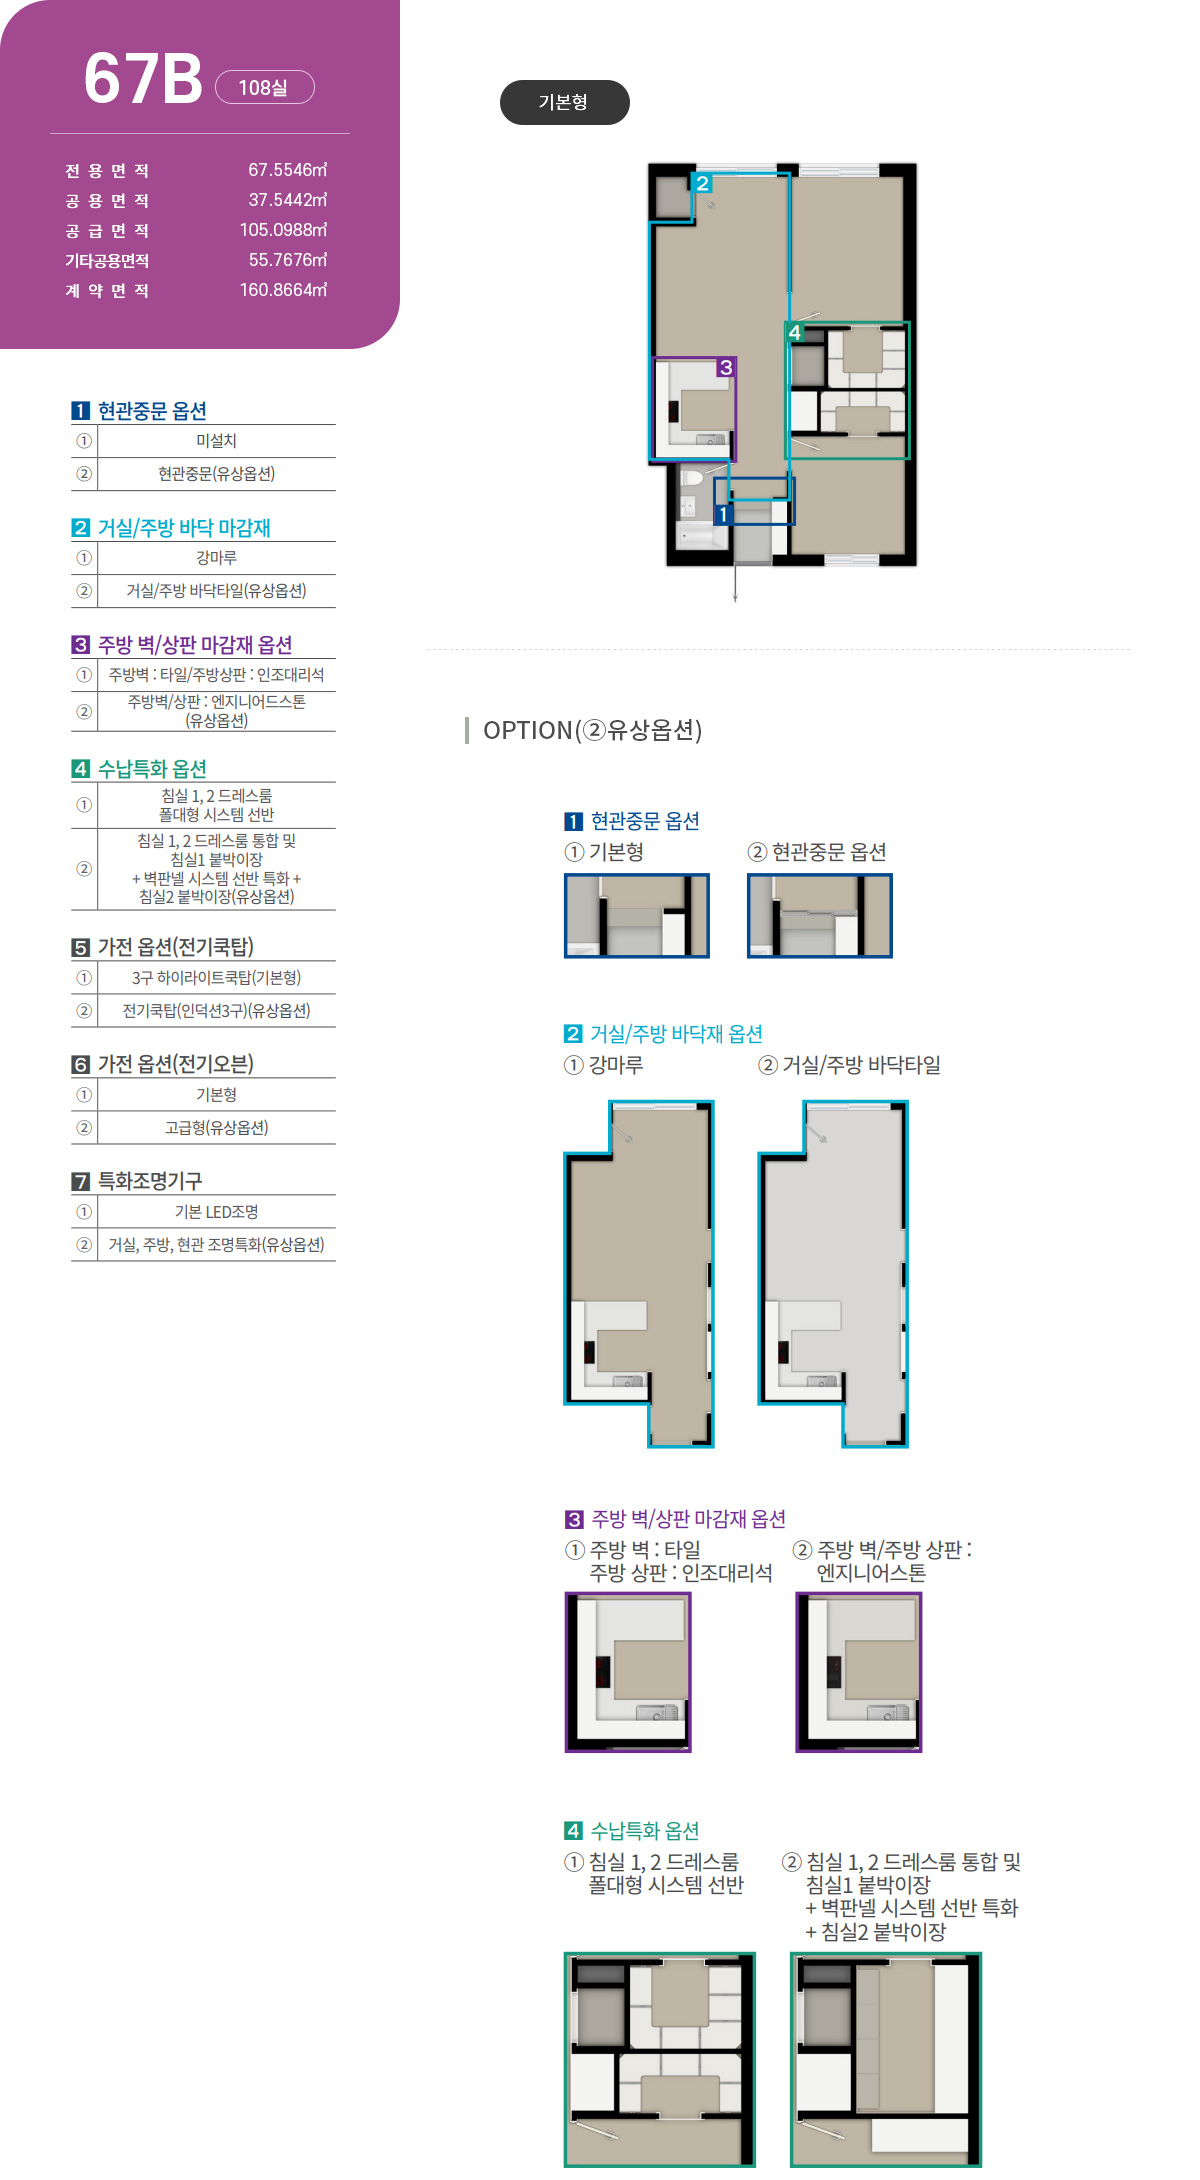 67B 108실
전용면적 67.5546㎡
공용면적 37.5442㎡
공급면적 105.0988㎡
기타공용면적 55.7676㎡
계약면적 160.8664㎡
1 현관중문 옵션
① 미설치
② 현관중문(유상옵션)
2 거실/주방 바닥 마감재
① 강마루
② 거실/주방 바닥타일(유상옵션)
3 주방 벽/상판 마감재 옵션
① 주방벽 : 타일/주방상판 : 인조대리석
② 주방벽/상판 : 엔지니어드스톤
(유상옵션)
4 수납특화 옵션
① 침실 1, 2 드레스룸
폴대형 시스템 선반
② 침실 1, 2 드레스룸 통합 및
침실1 붙박이장
+ 벽판넬 시스템 선반 특화 +
침실2 붙박이장(유상옵션)
5 가전 옵션(전기쿡탑)
① 3구 하이라이트쿡탑(기본형)
② 전기쿡탑(인덕션3구)(유상옵션)
6 가전 옵션(전기오븐)
① 기본형
② 고급형(유상옵션)
7 특화조명기구
① 기본 LED조명
② 거실, 주방, 현관 조명특화(유상옵션)
기본형
2
4
3
1
OPTION(②유상옵션)
1 현관중문 옵션
① 기본형
② 현관중문 옵션
2 거실/주방 바닥재 옵션
① 강마루
② 거실/주방 바닥타일
3 주방 벽/상판 마감재 옵션
① 주방 벽 : 타일
주방 상판 : 인조대리석
② 주방 벽/주방 상판 :
엔지니어스톤
4 수납특화 옵션
① 침실 1, 2 드레스룸
폴대형 시스템 선반
② 침실 1, 2 드레스룸 통합 및
침실1 붙박이장
+ 벽판넬 시스템 선반 특화
+ 침실2 붙박이장